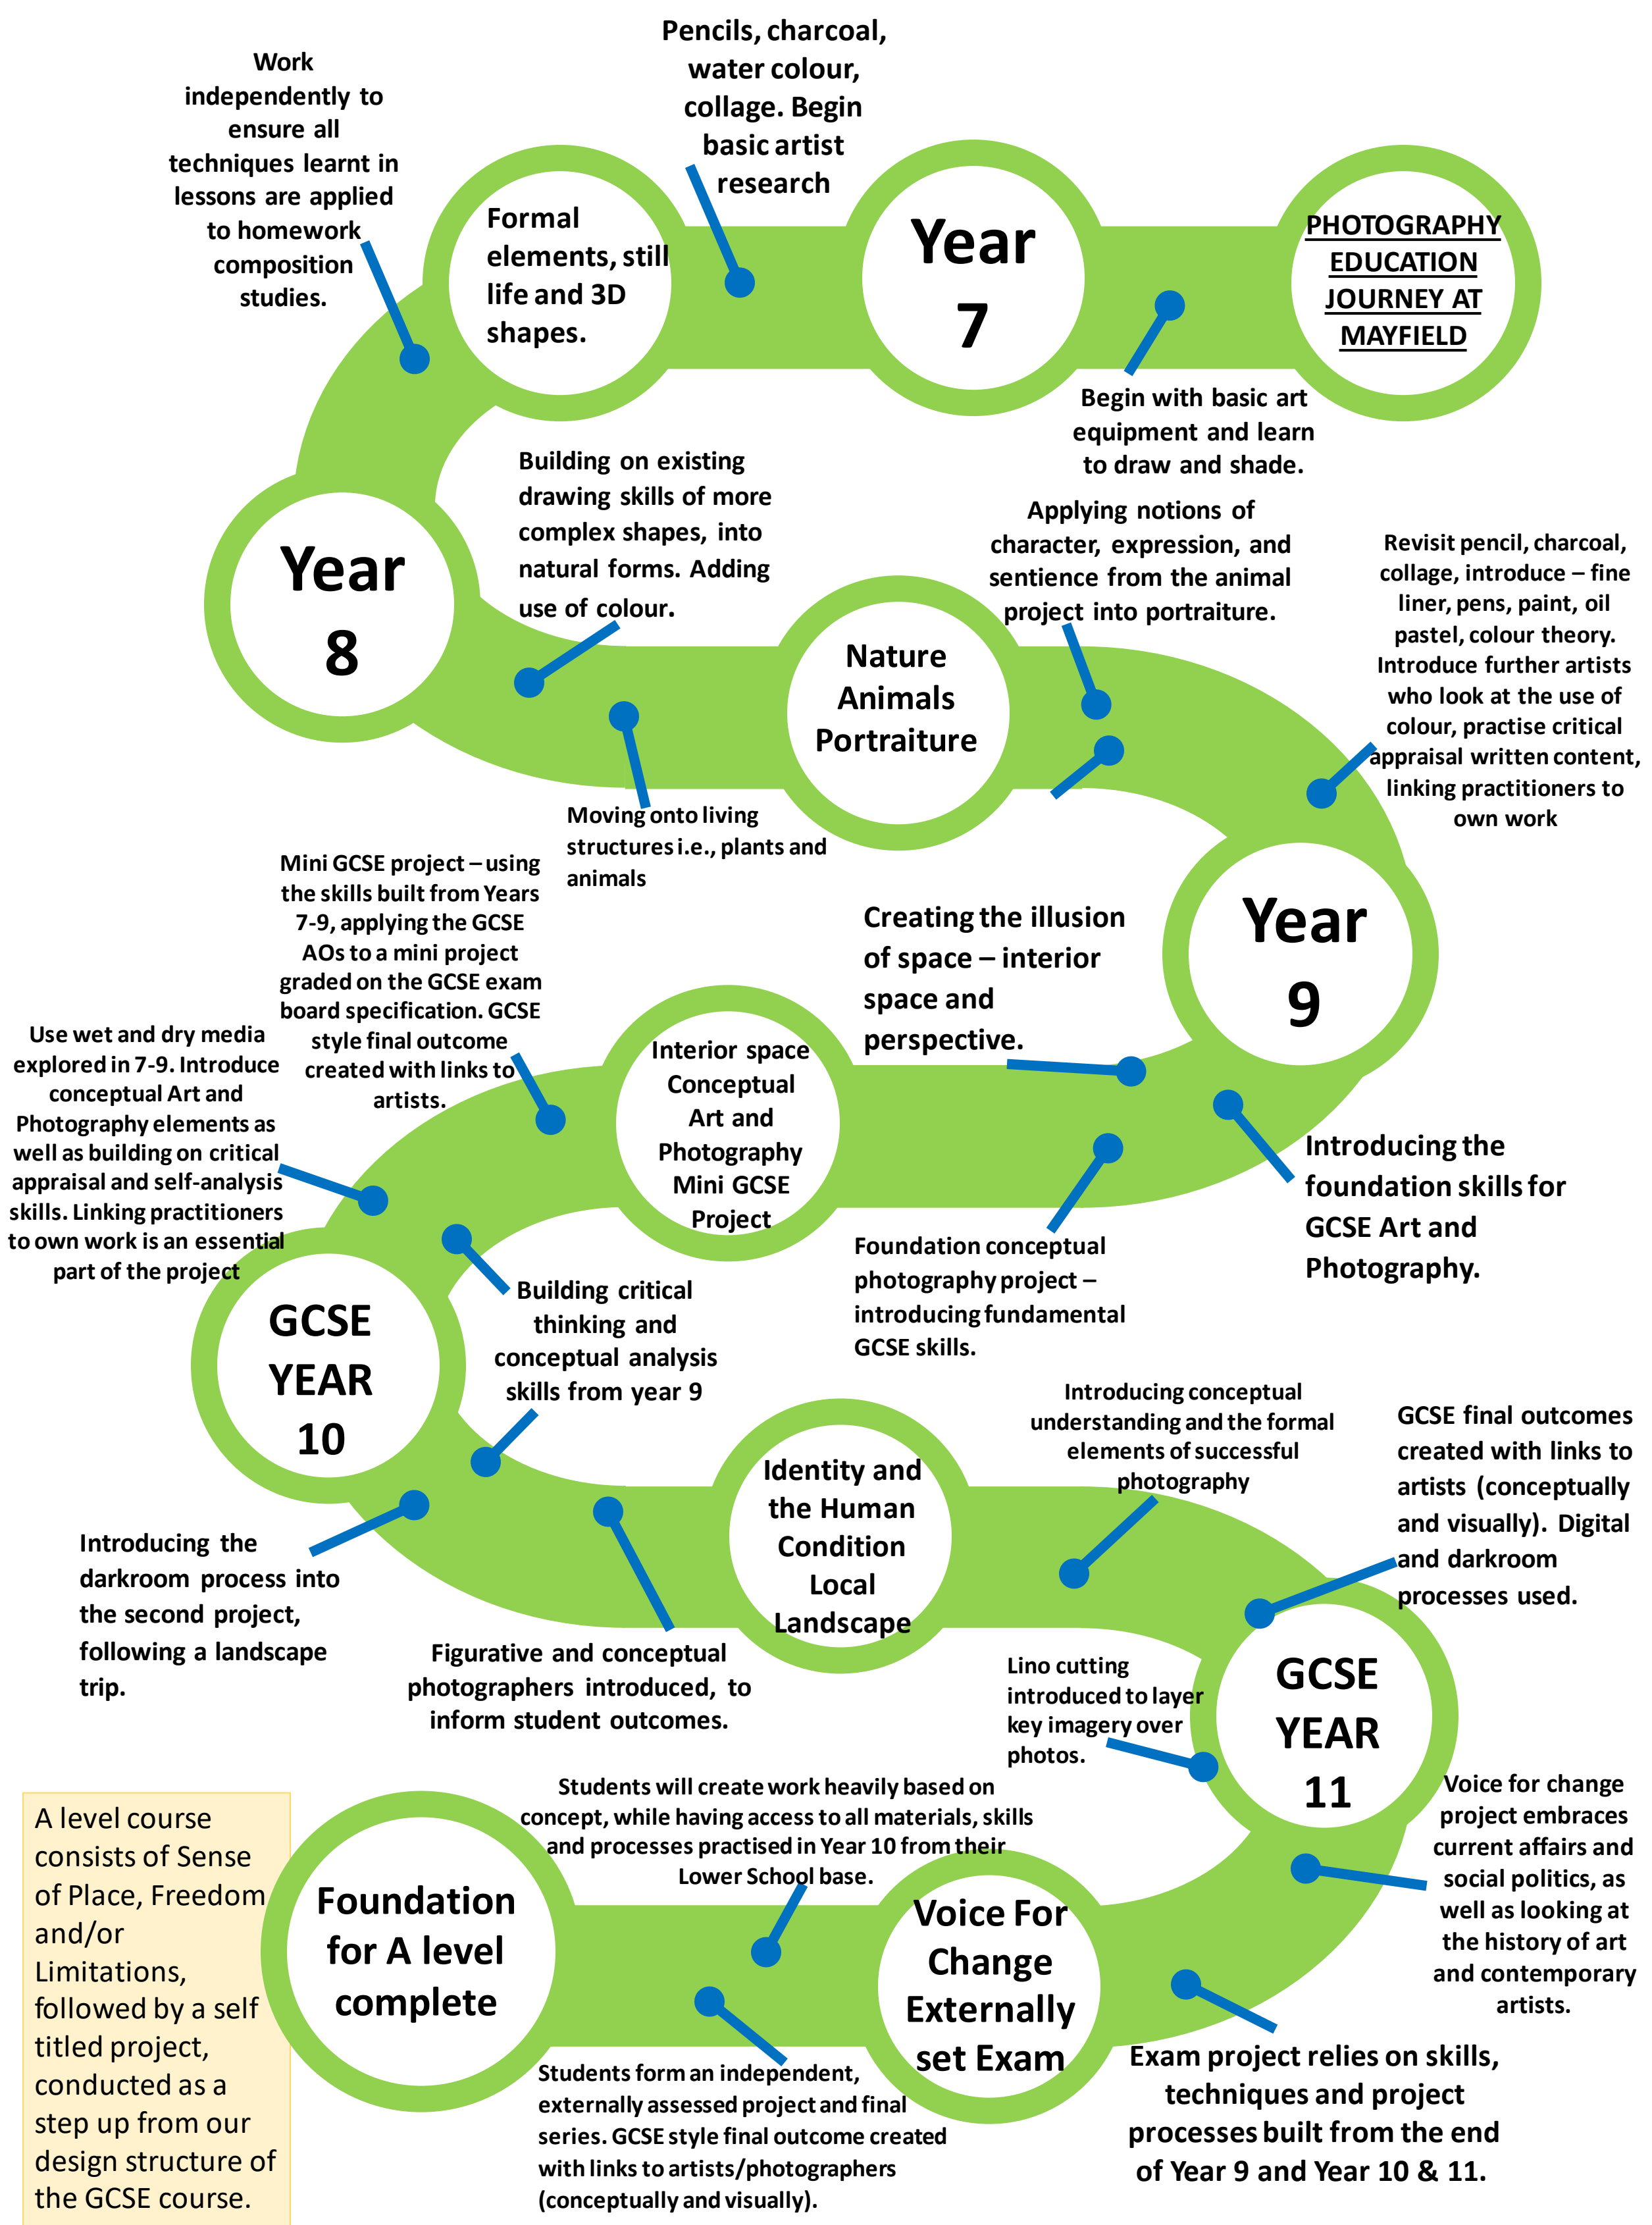 PHOTOGRAPHY
EDUCATION
JOURNEY AT
MAYFIELD
Begin with basic art
equipment and learn
to draw and shade.
Year
7
Pencils, charcoal,
water colour,
collage. Begin
basic artist
research
Formal
elements, still
life and 3D
shapes.
Work
independently to
ensure all
techniques learnt in
lessons are applied
to homework
composition
studies.
Year
8
Building on existing
drawing skills of more
complex shapes, into
natural forms. Adding
use of colour.
Moving onto living
structures i.e., plants and
animals
Nature
Animals
Portraiture
Applying notions of
character, expression, and
sentience from the animal
project into portraiture.
Revisit pencil, charcoal,
collage, introduce – fine
liner, pens, paint, oil
pastel, colour theory.
Introduce further artists
who look at the use of
colour, practise critical
appraisal written content,
linking practitioners to
own work
Year
9
Introducing the
foundation skills for
GCSE Art and
Photography.
Creating the illusion
of space – interior
space and
perspective.
Foundation conceptual
photography project –
introducing fundamental
GCSE skills.
Interior space
Conceptual
Art and
Photography
Mini GCSE
Project
Mini GCSE project – using
the skills built from Years
7-9, applying the GCSE
AOs to a mini project
graded on the GCSE exam
board specification. GCSE
style final outcome
created with links to
artists.
Use wet and dry media
explored in 7-9. Introduce
conceptual Art and
Photography elements as
well as building on critical
appraisal and self-analysis
skills. Linking practitioners
to own work is an essential
part of the project
GCSE
YEAR
10
Building critical
thinking and
conceptual analysis
skills from year 9
Introducing the
darkroom process into
the second project,
following a landscape
trip.
Figurative and conceptual
photographers introduced, to
inform student outcomes.
Identity and
the Human
Condition
Local
Landscape
Introducing conceptual
understanding and the formal
elements of successful
photography
GCSE final outcomes
created with links to
artists (conceptually
and visually). Digital
and darkroom
processes used.
GCSE
YEAR
11
Lino cutting
introduced to layer
key imagery over
photos.
Voice for change
project embraces
current affairs and
social politics, as
well as looking at
the history of art
and contemporary
artists.
Exam project relies on skills,
techniques and project
processes built from the end
of Year 9 and Year 10 & 11.
Voice For
Change
Externally
set Exam
Students will create work heavily based on
concept, while having access to all materials, skills
and processes practised in Year 10 from their
Lower School base.
Students form an independent,
externally assessed project and final
series. GCSE style final outcome created
with links to artists/photographers
(conceptually and visually).
Foundation
for A level
complete
A level course
consists of Sense
of Place, Freedom
and/or
Limitations,
followed by a self
titled project,
conducted as a
step up from our
design structure of
the GCSE course.